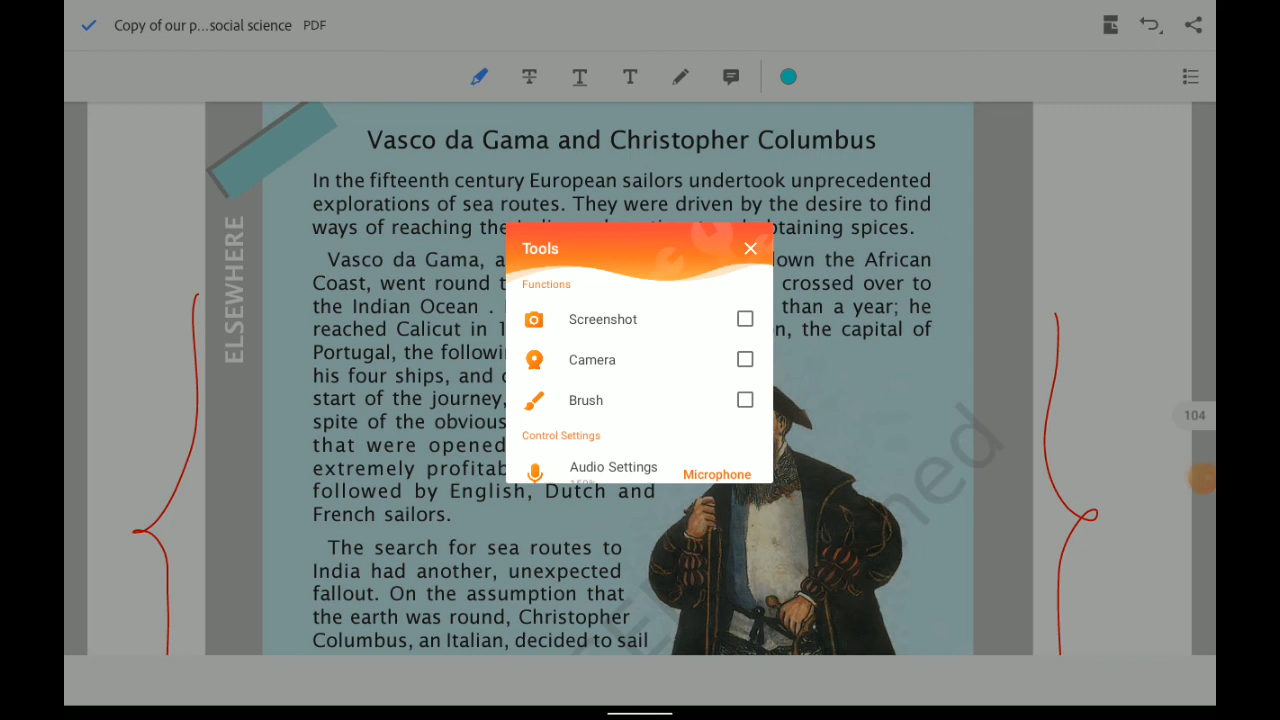 Copy of our p...social science PDF
Vasco da Gama and Christopher Columbus
In the fifteenth century European sailors undertook unprecedented
explorations of sea routes. They were driven by the desire to find
ways of reaching the btaining spices.
Vasco da Gama, a own the African
Coast, went round t crossed over to
the Indian Ocean . than a year; he
reached Calicut in 1 n, the capital of
Portugal, the followi
his four ships, and
start of the journey,
spite of the obvious
that were opened
extremely profitab
followed by English, Dutch and
French sailors.
The search for sea routes to
India had another, unexpected
fallout. On the assumption that
the earth was round, Christopher
Columbus, an Italian, decided to sail
ELSEWHERE
Tools
Functions
Screenshot
Camera
Brush
Control Settings
Audio Settings Microphone
104